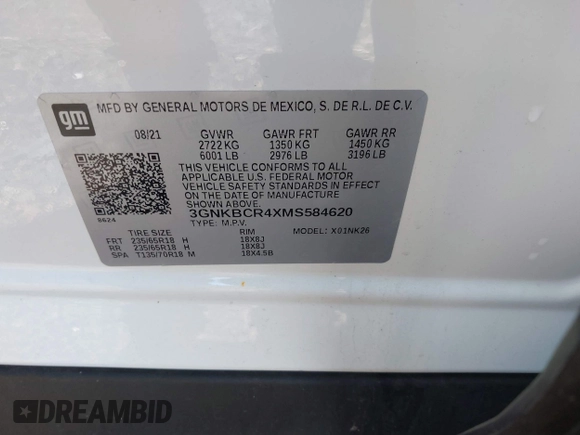 gm
MFD BY GENERAL MOTORS DE MEXICO, S. DE R.L. DE C.V.
08/21 GVWR GAWR FRT GAWR RR
2722 KG 1350 KG 1450 KG
6001 LB 2976 LB 3196 LB
THIS VEHICLE CONFORMS TO ALL
APPLICABLE U.S. FEDERAL MOTOR
VEHICLE SAFETY STANDARDS IN EFFECT
ON THE DATE OF MANUFACTURE
SHOWN ABOVE.
3GNKBCR4XMS584620
8624 TYPE: M.P.V.
TIRE SIZE RIM MODEL: X01NK26
FRT 235/65R18 H 18X8J
RR 235/65R18 H 18X8J
SPA T135/70R18 M 18X4.5B
DREAMBID